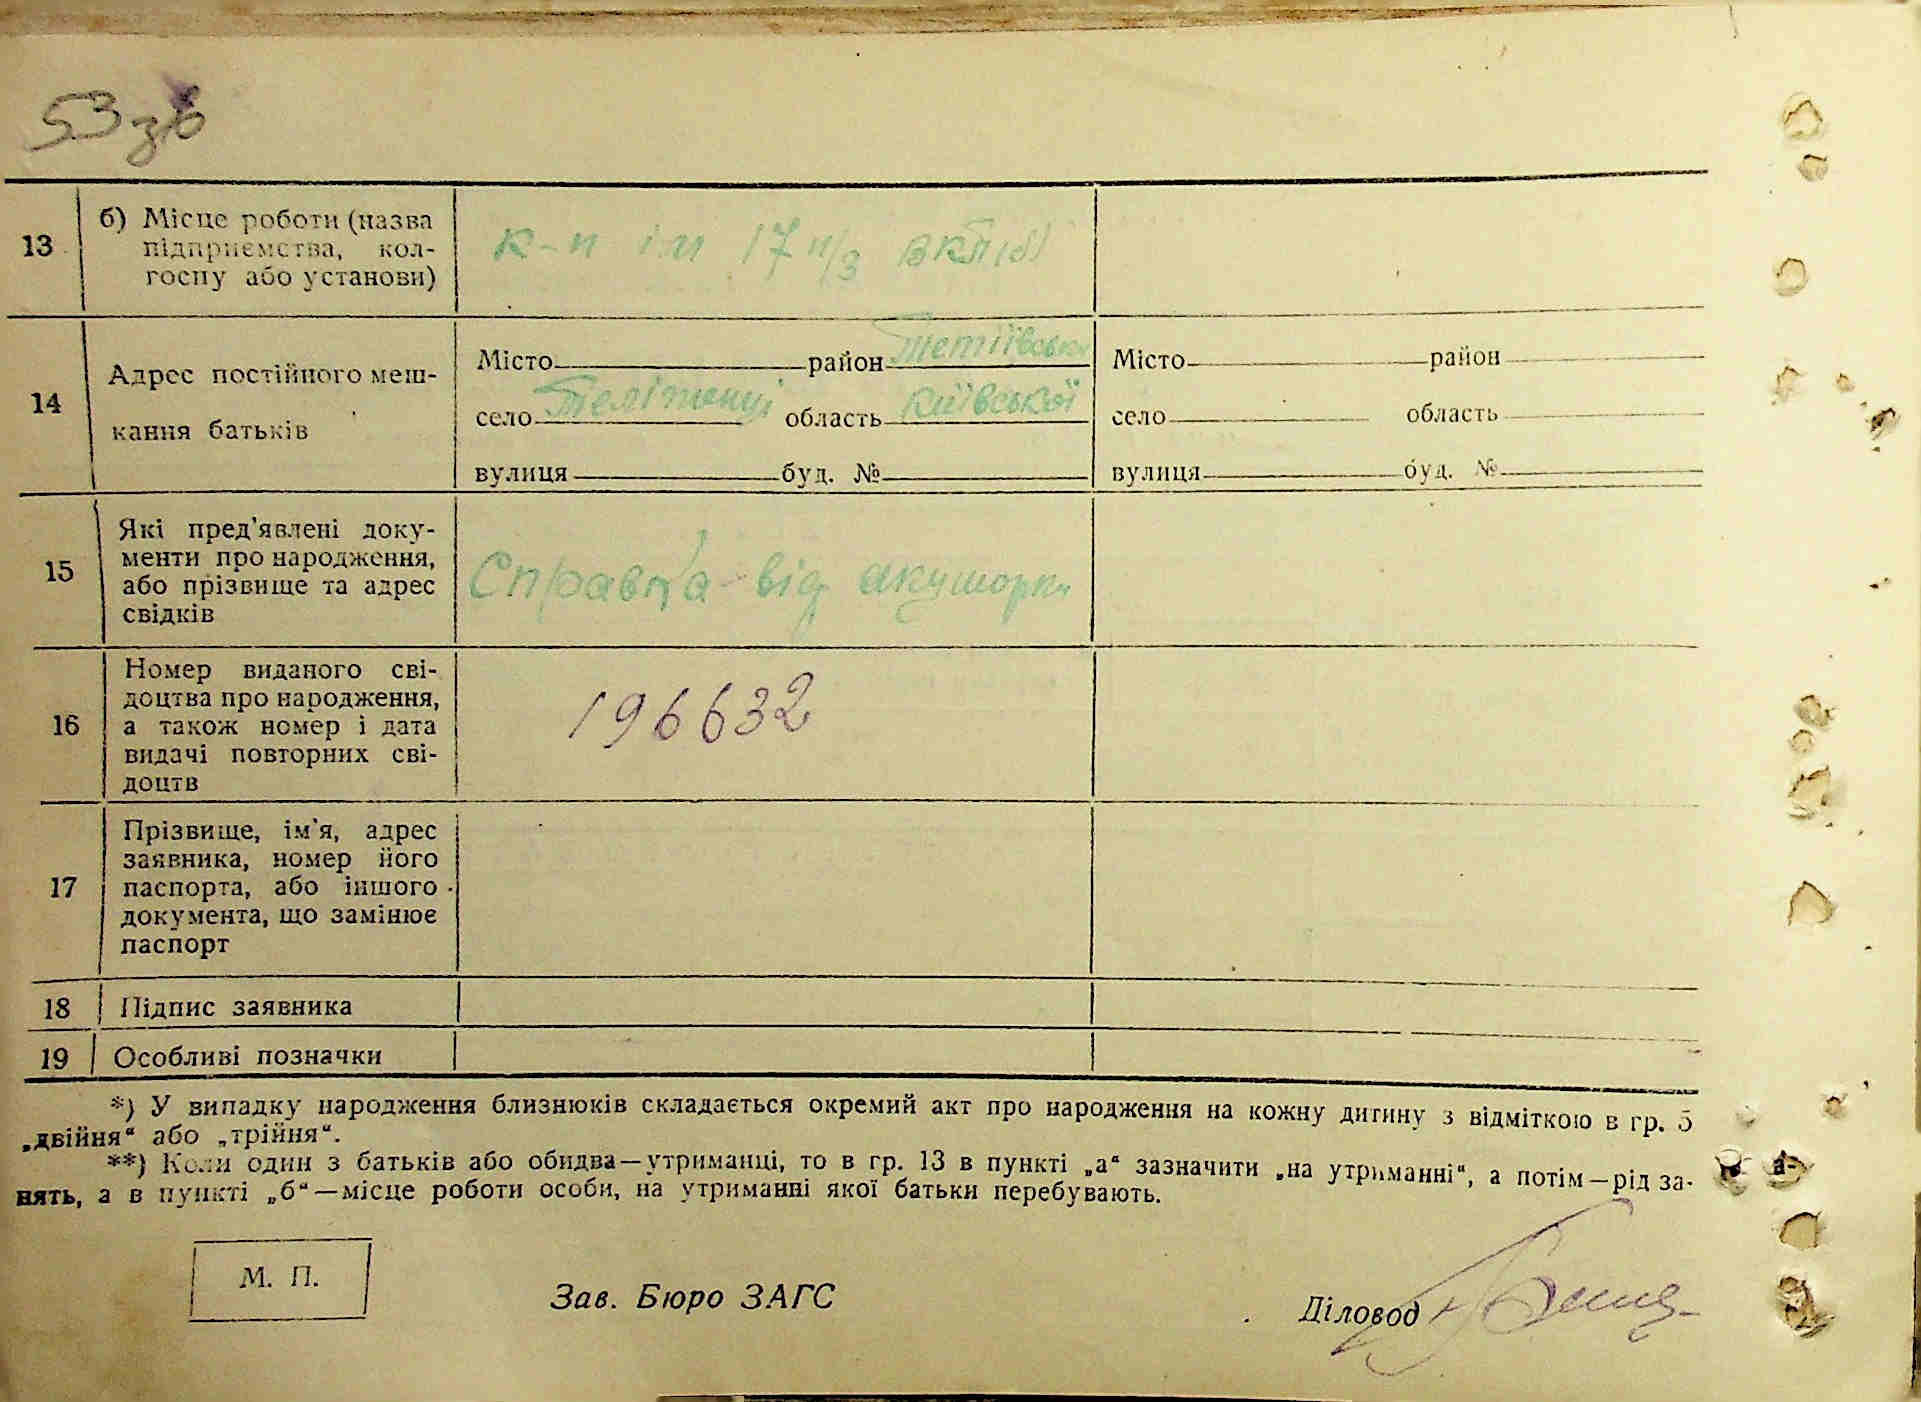 53 зв
13
б) Місце роботи (назва
підприємства, кол-
госпу або установи)
к-п ім 17 п/з ВКП(б)
14
Адрес постійного меш-
кання батьків
Місто район Тетіївськ
село Телiженці область Київської
вулиця буд. №
Місто район
село область
вулиця буд. №
15
Які пред'явлені доку-
менти про народження,
або прізвище та адрес
свідків
Справка від акушорки
16
Номер виданого сві-
доцтва про народження,
а також номер і дата
видачі повторних сві-
доцтв
196632
17
Прізвище, ім'я, адрес
заявника, номер його
паспорта, або іншого
документа, що замінює
паспорт
18 Підпис заявника
19 Особливі позначки
*) У випадку народження близнюків складається окремий акт про народження на кожну дитину з відміткою в гр. 5
„двійня“ або „трійня“.
**) Коли один з батьків або обидва—утриманці, то в гр. 13 в пункті „а“ зазначити „на утриманні“, а потім—рід за-
нять, а в пункті „б“—місце роботи особи, на утриманні якої батьки перебувають.
М. П.
Зав. Бюро ЗАГС
Діловод